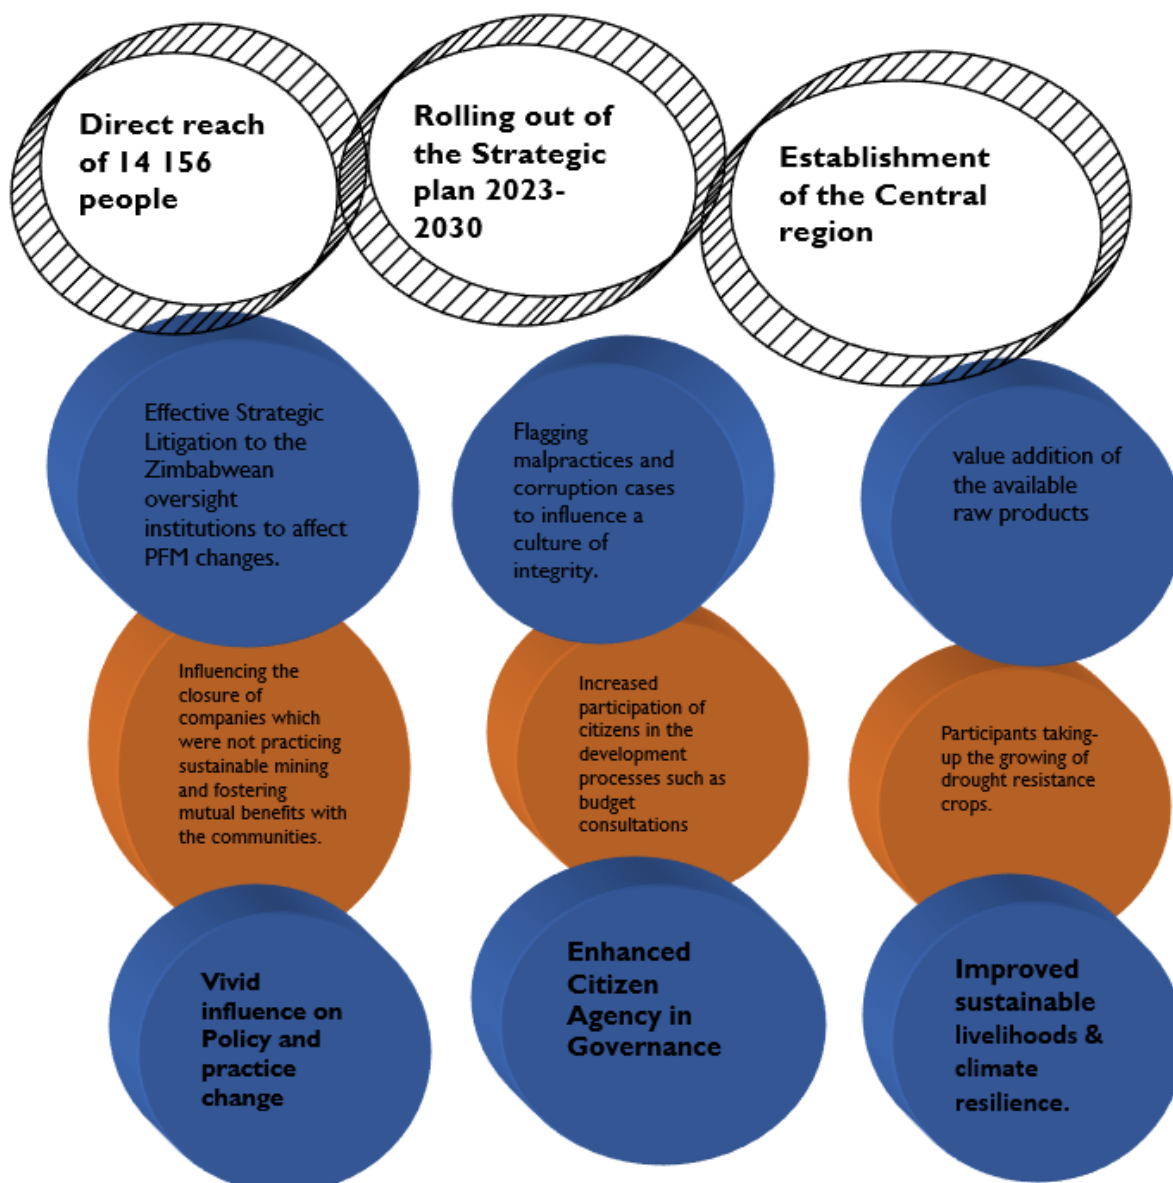 Direct reach
of 14 156
people
Rolling out of
the Strategic
plan 2023-
2030
Establishment
of the Central
region
Effective Strategic
Litigation to the
Zimbabwean
oversight
institutions to affect
PFM changes.
Flagging
malpractices and
corruption cases
to influence a
culture of
integrity.
value addition of
the available
raw products
Influencing the
closure of
companies which
were not practicing
sustainable mining
and fostering
mutual benefits with
the communities.
Increased
participation of
citizens in the
development
processes such as
budget
consultations
Participants taking-
up the growing of
drought resistance
crops.
Vivid
influence on
Policy and
practice
change
Enhanced
Citizen
Agency in
Governance
Improved
sustainable
livelihoods &
climate
resilience.